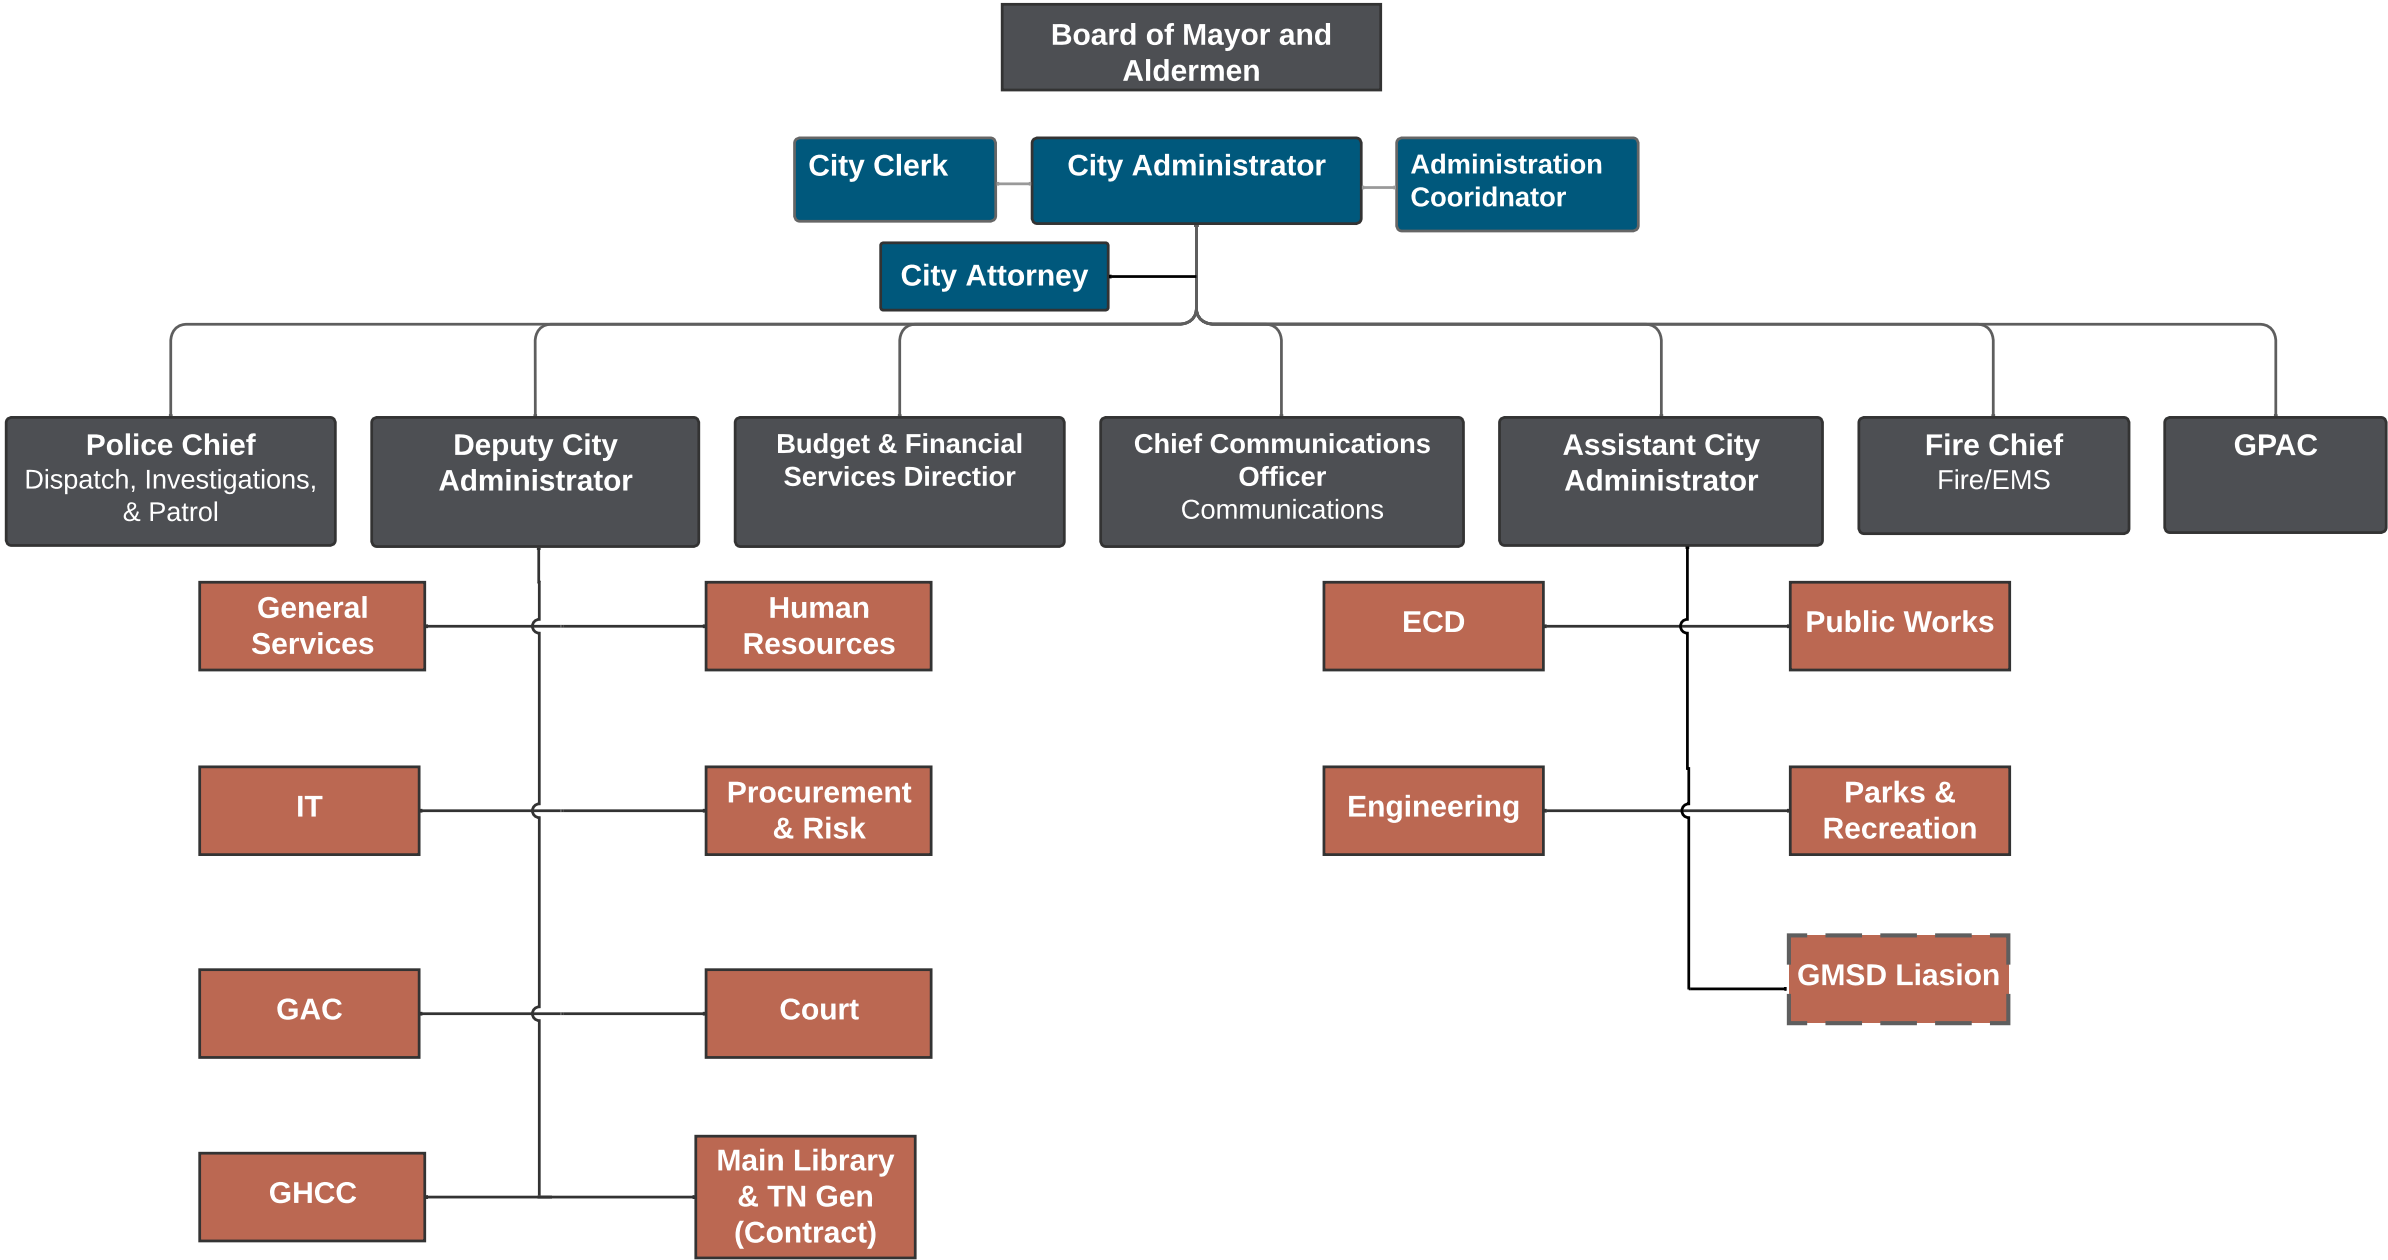 Board of Mayor and
Aldermen
City Clerk
City Administrator
Administration
Cooridnator
City Attorney
Police Chief
Dispatch, Investigations,
& Patrol
Deputy City
Administrator
Budget & Financial
Services Directior
Chief Communications
Officer
Communications
Assistant City
Administrator
Fire Chief
Fire/EMS
GPAC
General
Services
Human
Resources
ECD
Public Works
IT
Procurement
& Risk
Engineering
Parks &
Recreation
GAC
Court
GMSD Liasion
GHCC
Main Library
& TN Gen
(Contract)